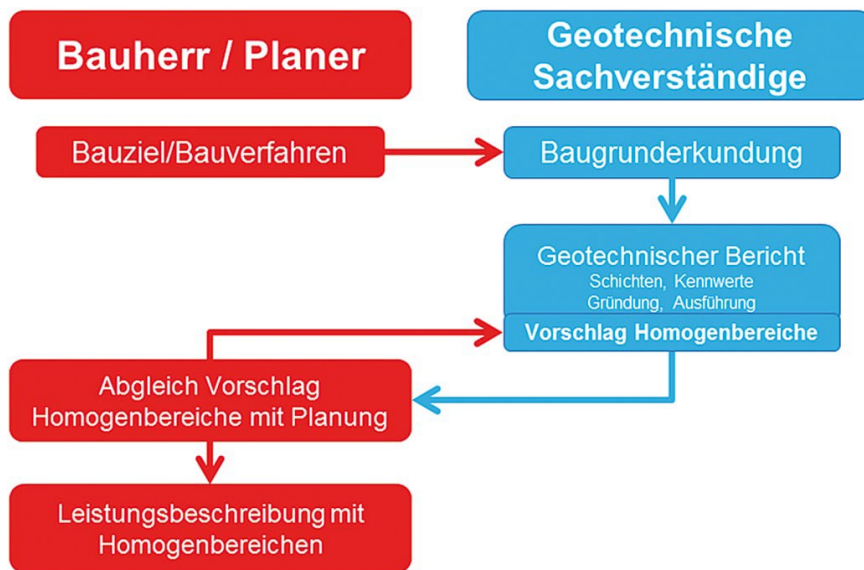 Bauherr / Planer
Geotechnische
Sachverständige
Bauziel/Bauverfahren
Baugrunderkundung
Geotechnischer Bericht
Schichten, Kennwerte
Gründung, Ausführung
Vorschlag Homogenbereiche
Abgleich Vorschlag
Homogenbereiche mit Planung
Leistungsbeschreibung mit
Homogenbereichen